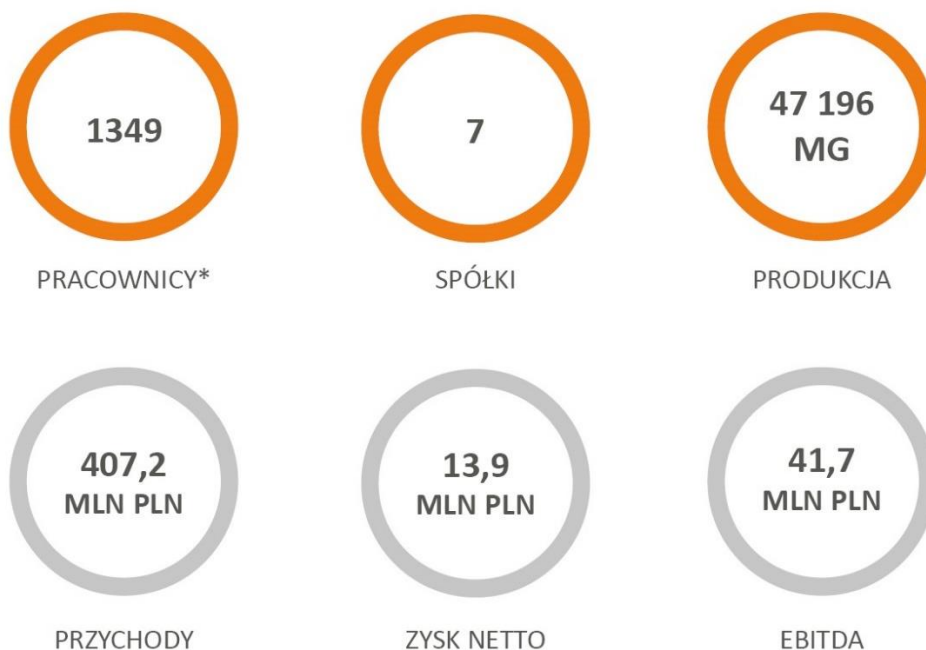 1349
PRACOWNICY*
7
SPÓŁKI
47 196
MG
PRODUKCJA
407,2
MLN PLN
PRZYCHODY
13,9
MLN PLN
ZYSK NETTO
41,7
MLN PLN
EBITDA